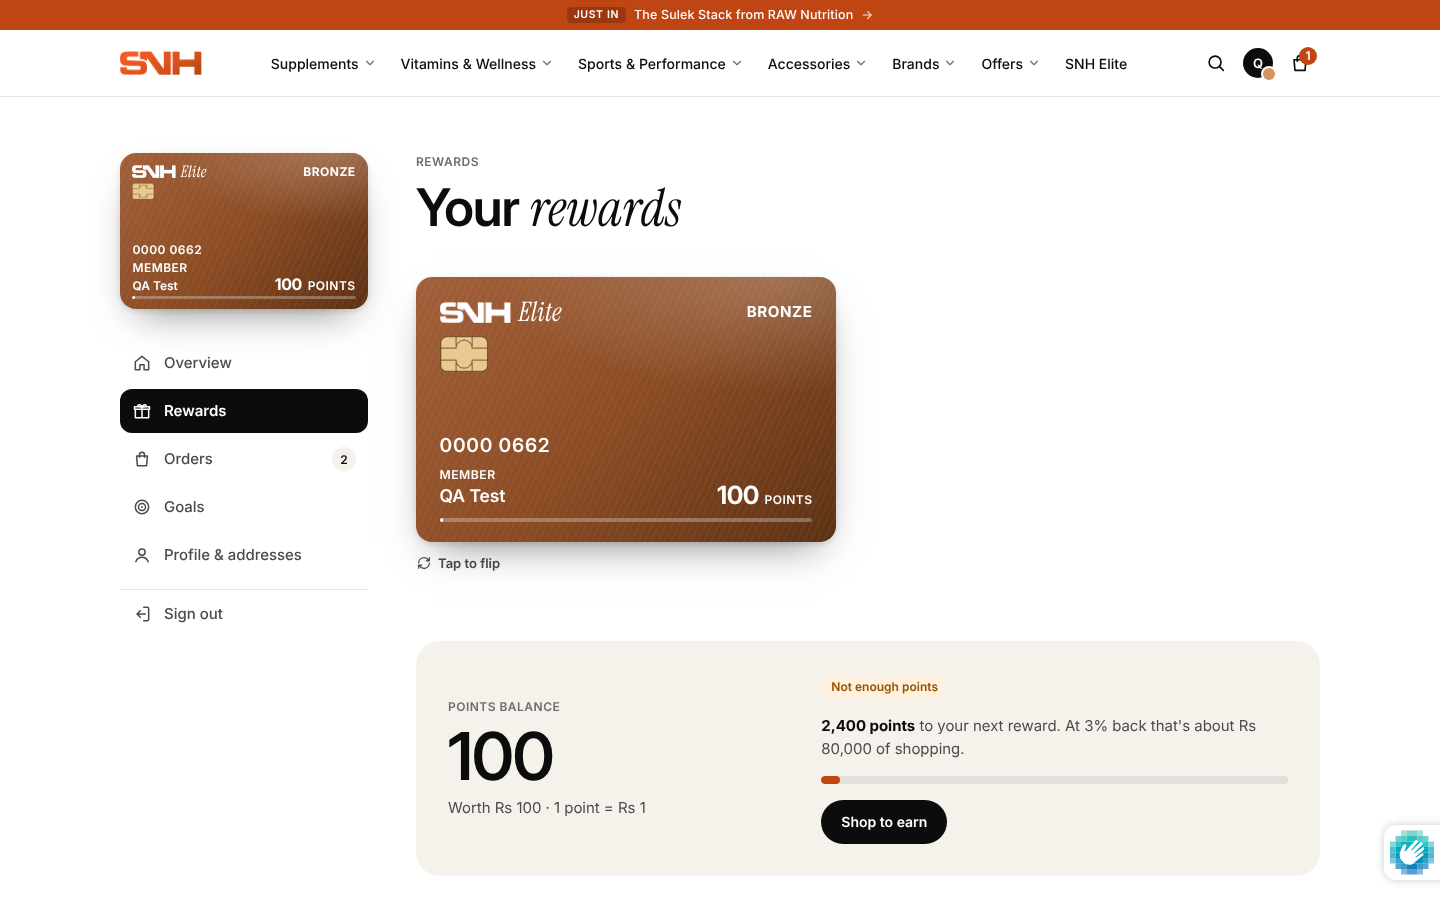 JUST IN The Sulek Stack from RAW Nutrition →
SNH
Supplements
Vitamins & Wellness
Sports & Performance
Accessories
Brands
Offers
SNH Elite
Q
1
SNH Elite
BRONZE
0000 0662
MEMBER
QA Test
100 POINTS
Overview
Rewards
Orders
2
Goals
Profile & addresses
Sign out
REWARDS
Your rewards
SNH Elite
BRONZE
0000 0662
MEMBER
QA Test
100 POINTS
Tap to flip
POINTS BALANCE
100
Worth Rs 100 · 1 point = Rs 1
Not enough points
2,400 points to your next reward. At 3% back that's about Rs
80,000 of shopping.
Shop to earn